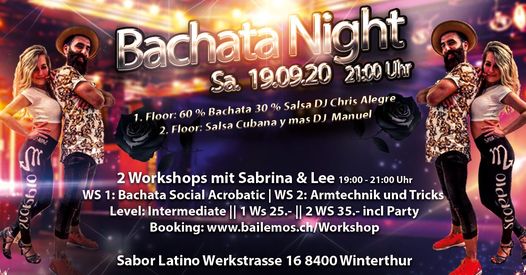 Bachata Night
Sa. 19.09.20 21:00 Uhr
1. Floor: 60 % Bachata 30 % Salsa DJ Chris Alegre
2. Floor: Salsa Cubana y mas DJ Manuel
2 Workshops mit Sabrina & Lee 19:00 - 21:00 Uhr
WS 1: Bachata Social Acrobatic | WS 2: Armtechnik und Tricks
Level: Intermediate || 1 Ws 25.- || 2 WS 35.- incl Party
Booking: www.bailemos.ch/Workshop
Sabor Latino Werkstrasse 16 8400 Winterthur
SCORPIO
SCORPIO